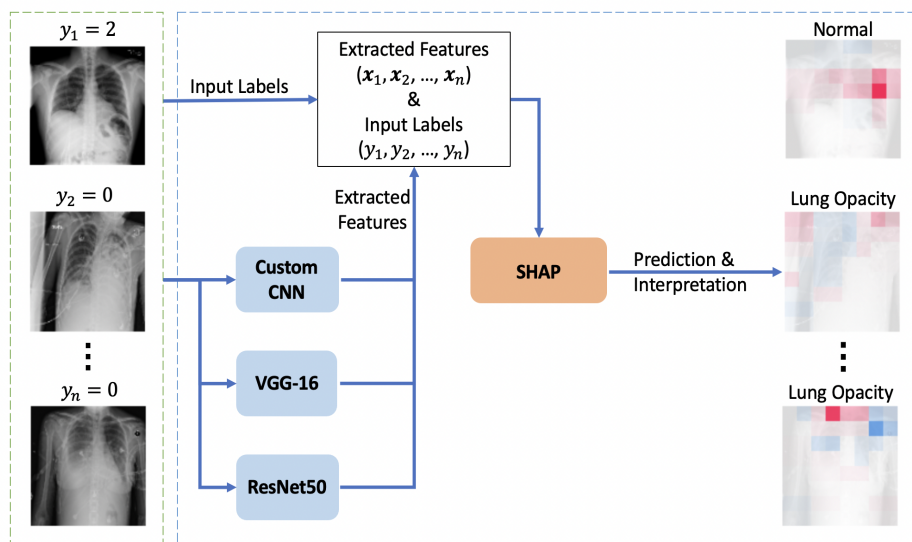 y₁ = 2
y₂ = 0
yₙ = 0
Input Labels
Extracted Features
(x₁, x₂, ..., xₙ)
&
Input Labels
(y₁, y₂, ..., yₙ)
Extracted
Features
Custom
CNN
VGG-16
ResNet50
SHAP
Prediction &
Interpretation
Normal
Lung Opacity
Lung Opacity